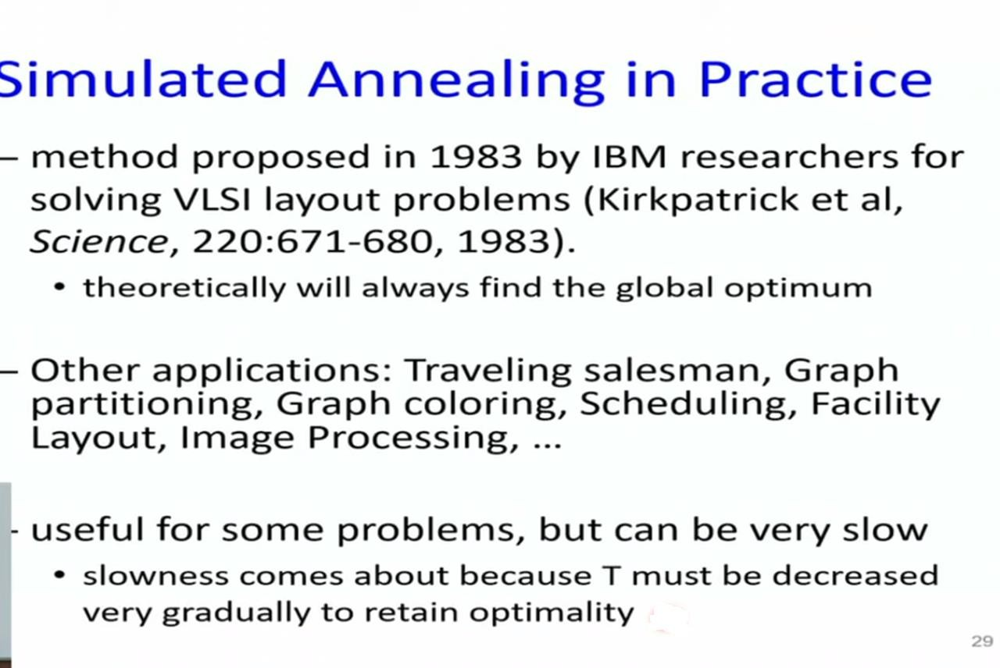 Simulated Annealing in Practice
– method proposed in 1983 by IBM researchers for
solving VLSI layout problems (Kirkpatrick et al,
Science, 220:671-680, 1983).
• theoretically will always find the global optimum
– Other applications: Traveling salesman, Graph
partitioning, Graph coloring, Scheduling, Facility
Layout, Image Processing, ...
- useful for some problems, but can be very slow
• slowness comes about because T must be decreased
very gradually to retain optimality
29